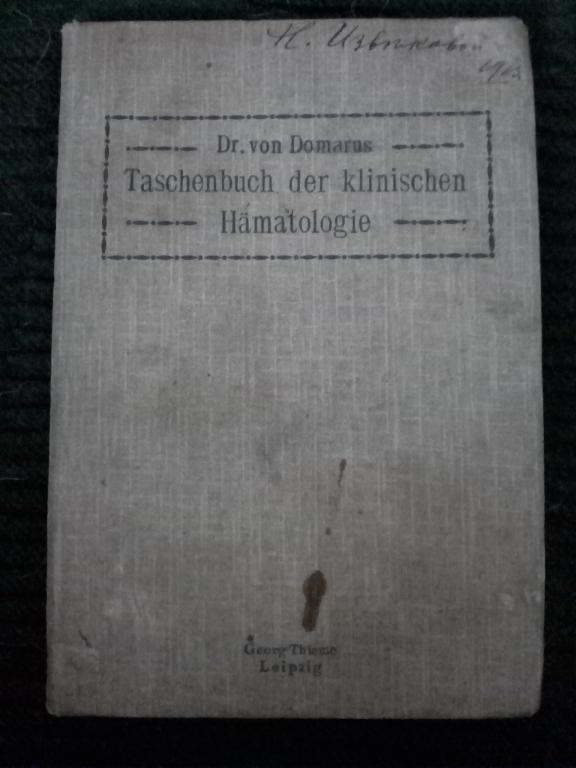 Н.
Dr. von Domarus
Taschenbuch der klinischen
Hämatologie
Georg Thieme
Leipzig